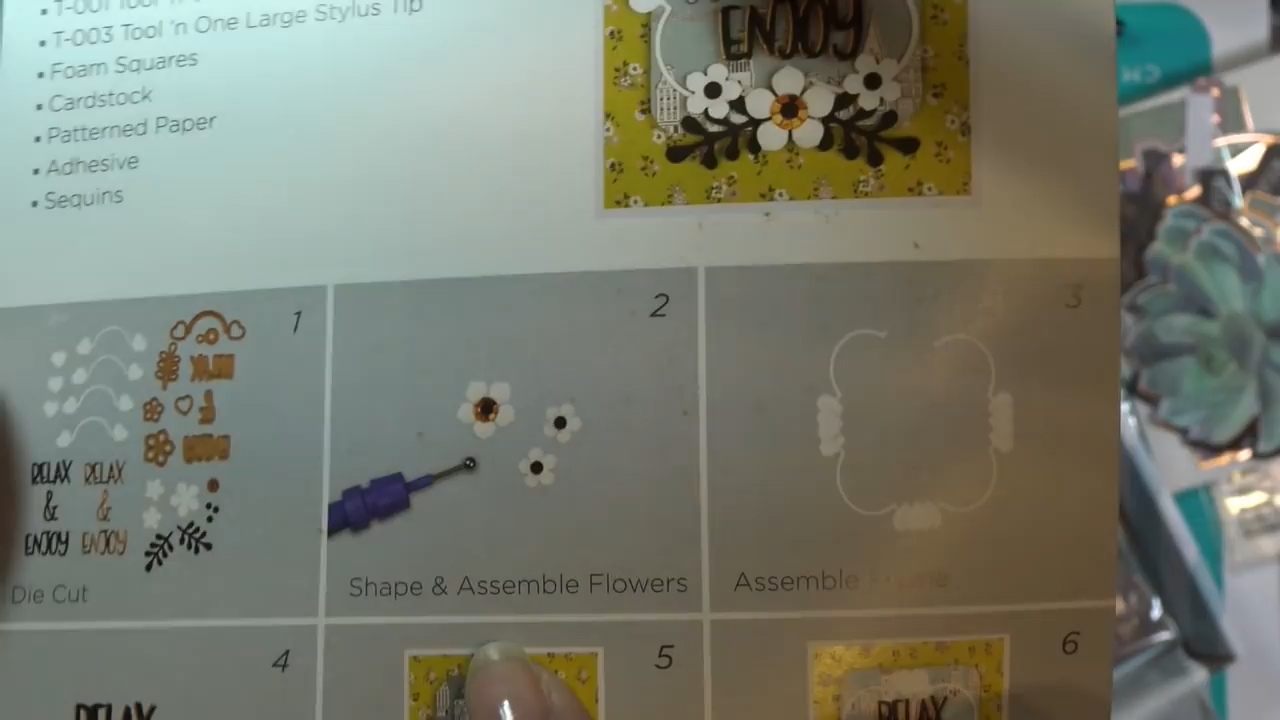 T-003 Tool 'n One Large Stylus Tip
Foam Squares
Cardstock
Patterned Paper
Adhesive
Sequins
ENJOY
1
2
3
RELAX RELAX
& &
ENJOY ENJOY
Die Cut
Shape & Assemble Flowers
Assemble
4
5
6
RELAX
RELAX